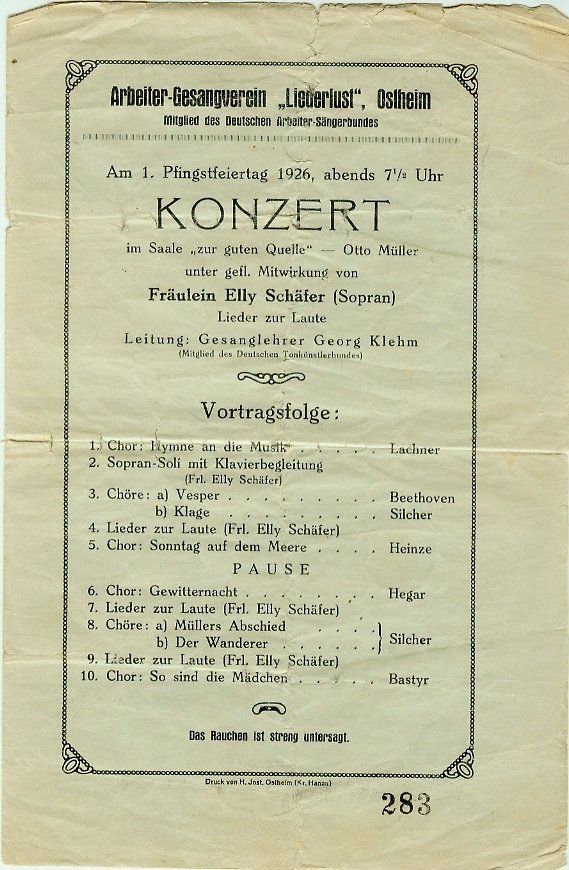 Arbeiter-Gesangverein „Liederlust“, Ostheim
Mitglied des Deutschen Arbeiter-Sängerbundes
Am 1. Pfingstfeiertag 1926, abends 7½ Uhr
KONZERT
im Saale „zur guten Quelle“ — Otto Müller
unter gefl. Mitwirkung von
Fräulein Elly Schäfer (Sopran)
Lieder zur Laute
Leitung: Gesanglehrer Georg Klehm
(Mitglied des Deutschen Tonkünstlerbundes)
Vortragsfolge:
1. Chor: Hymne an die Musik . . . . . Lachner
2. Sopran-Soli mit Klavierbegleitung
(Frl. Elly Schäfer)
3. Chöre: a) Vesper . . . . . . . . . Beethoven
b) Klage . . . . . . . . . Silcher
4. Lieder zur Laute (Frl. Elly Schäfer)
5. Chor: Sonntag auf dem Meere . . . . Heinze
PAUSE
6. Chor: Gewitternacht . . . . . . . . Hegar
7. Lieder zur Laute (Frl. Elly Schäfer)
8. Chöre: a) Müllers Abschied . . . .
b) Der Wanderer . . . . . . } Silcher
9. Lieder zur Laute (Frl. Elly Schäfer)
10. Chor: So sind die Mädchen . . . . . Bastyr
Das Rauchen ist streng untersagt.
Druck von H. Jost, Ostheim (Kr. Hanau)
283